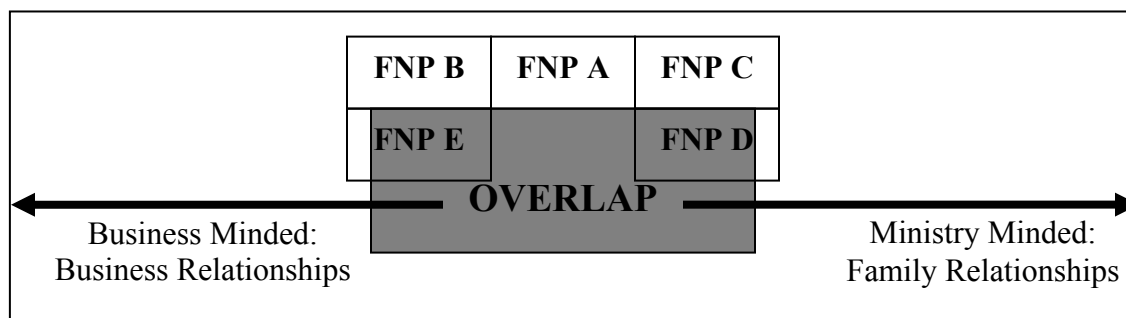 FNP B FNP A FNP C
FNP E FNP D
OVERLAP
Business Minded:
Business Relationships
Ministry Minded:
Family Relationships